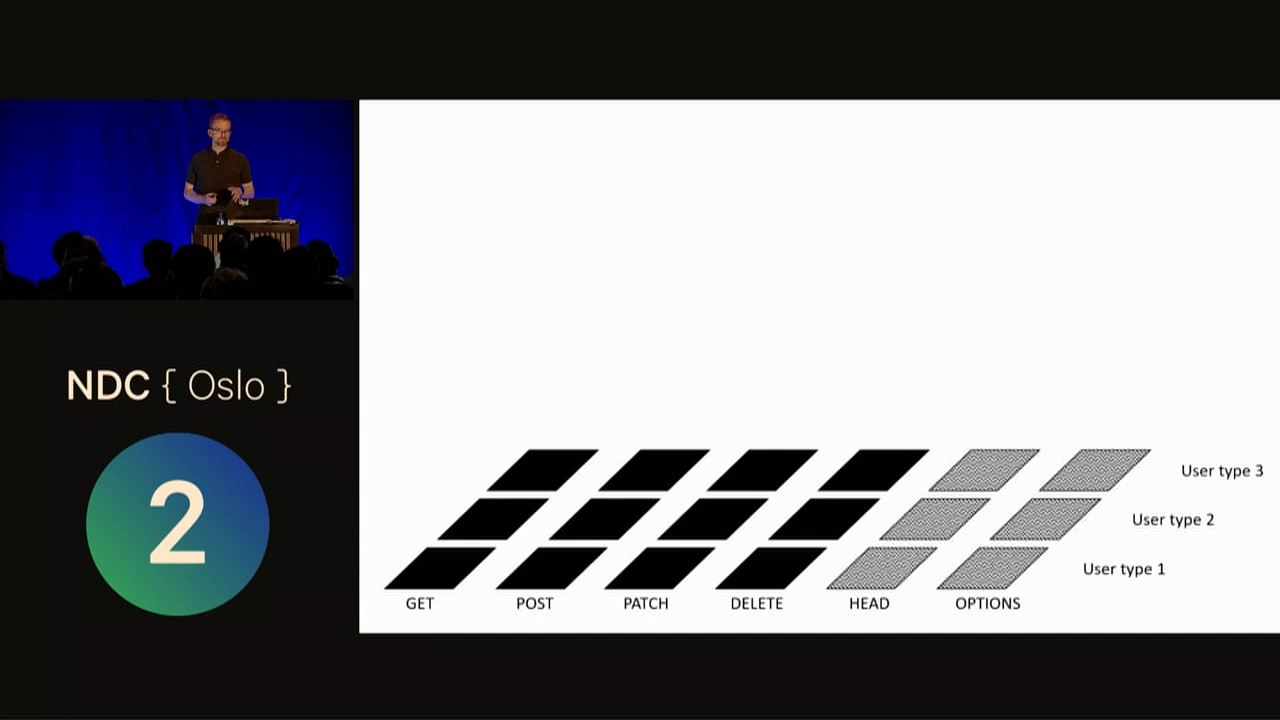 NDC { Oslo }
2
User type 3
User type 2
User type 1
GET POST PATCH DELETE HEAD OPTIONS